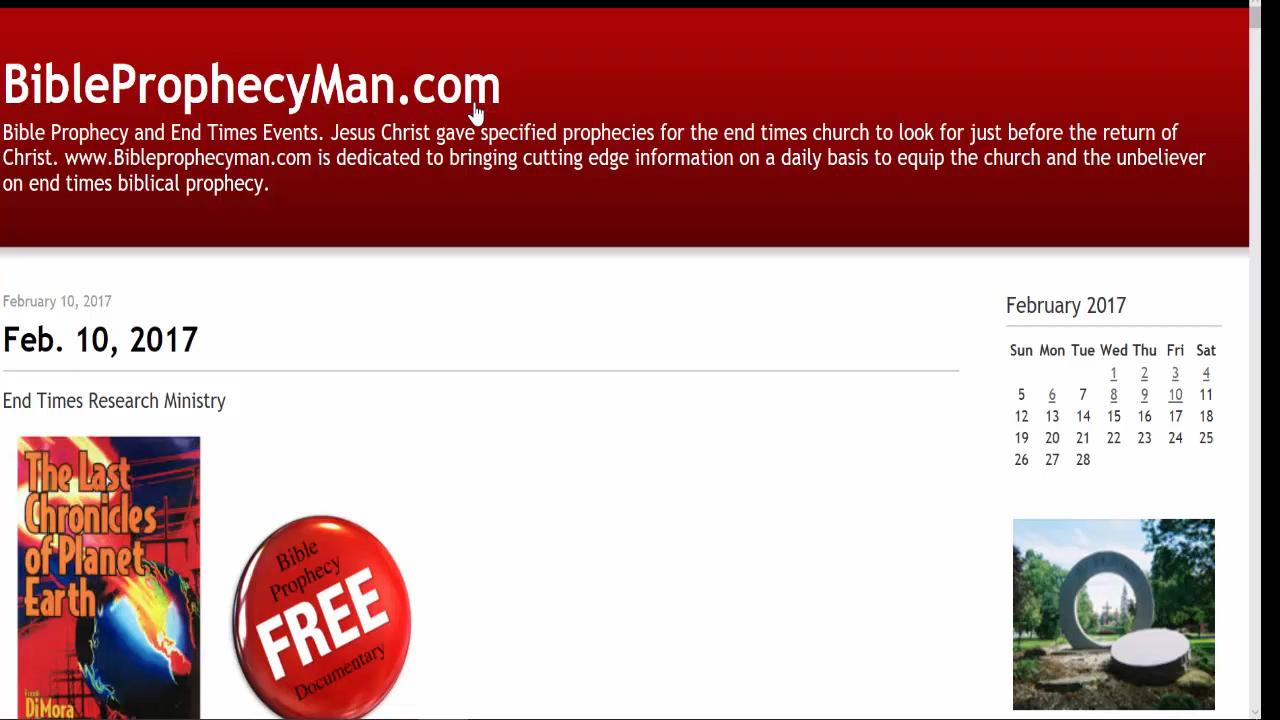 BibleProphecyMan.com
Bible Prophecy and End Times Events. Jesus Christ gave specified prophecies for the end times church to look for just before the return of
Christ. www.Bibleprophecyman.com is dedicated to bringing cutting edge information on a daily basis to equip the church and the unbeliever
on end times biblical prophecy.
February 10, 2017
Feb. 10, 2017
End Times Research Ministry
The Last
Chronicles
of Planet
Earth
Frank
DiMora
Bible
Prophecy
FREE
Documentary
February 2017
Sun Mon Tue Wed Thu Fri Sat
1 2 3 4
5 6 7 8 9 10 11
12 13 14 15 16 17 18
19 20 21 22 23 24 25
26 27 28